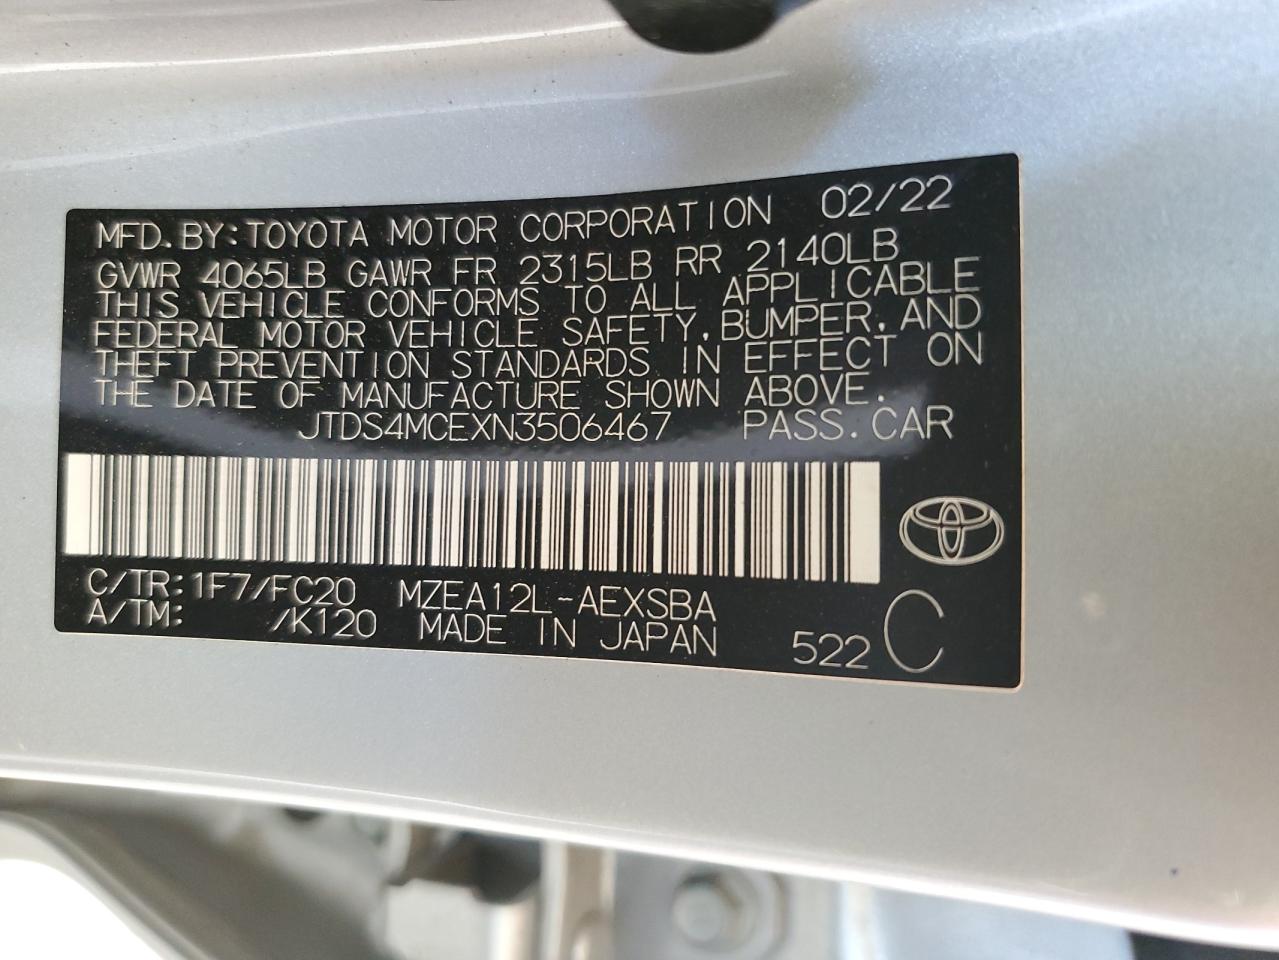 MFD. BY: TOYOTA MOTOR CORPORATION 02/22
GVWR 4065LB GAWR FR 2315LB RR 2140LB
THIS VEHICLE CONFORMS TO ALL APPLICABLE
FEDERAL MOTOR VEHICLE SAFETY, BUMPER, AND
THEFT PREVENTION STANDARDS IN EFFECT ON
THE DATE OF MANUFACTURE SHOWN ABOVE.
JTDS4MCEXN3506467 PASS. CAR
C/TR: 1F7/FC20 MZEA12L-AEXSBA
A/TM: /K120 MADE IN JAPAN 522 C